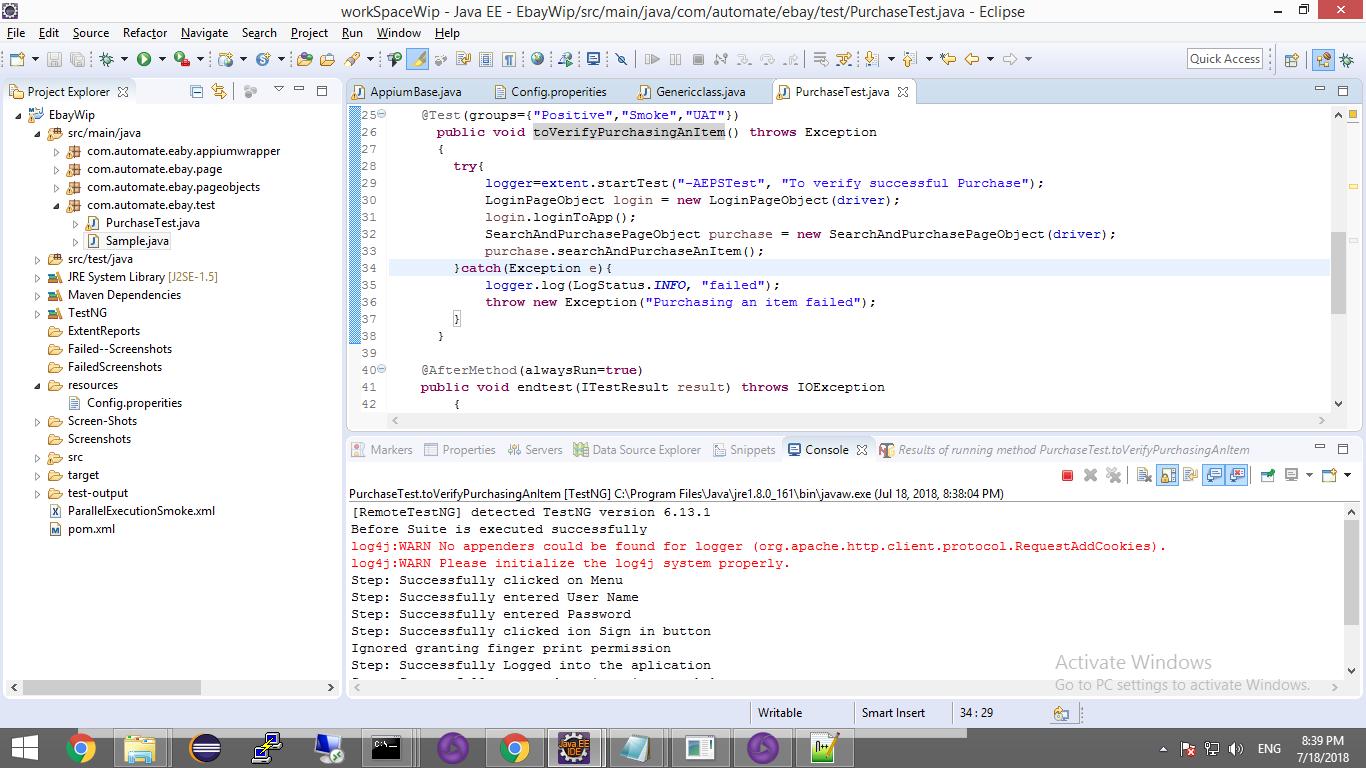 workSpaceWip - Java EE - EbayWip/src/main/java/com/automate/ebay/test/PurchaseTest.java - Eclipse
File Edit Source Refactor Navigate Search Project Run Window Help
Quick Access
Project Explorer
EbayWip
src/main/java
com.automate.eaby.appiumwrapper
com.automate.ebay.page
com.automate.ebay.pageobjects
com.automate.ebay.test
PurchaseTest.java
Sample.java
src/test/java
JRE System Library [J2SE-1.5]
Maven Dependencies
TestNG
ExtentReports
Failed--Screenshots
FailedScreenshots
resources
Config.properities
Screen-Shots
Screenshots
src
target
test-output
ParallelExecutionSmoke.xml
pom.xml
AppiumBase.java Config.properities Genericclass.java PurchaseTest.java
25 @Test(groups={"Positive","Smoke","UAT"})
26 public void toVerifyPurchasingAnItem() throws Exception
27 {
28 try{
29 logger=extent.startTest("-AEPSTest", "To verify successful Purchase");
30 LoginPageObject login = new LoginPageObject(driver);
31 login.loginToApp();
32 SearchAndPurchasePageObject purchase = new SearchAndPurchasePageObject(driver);
33 purchase.searchAndPurchaseAnItem();
34 }catch(Exception e){
35 logger.log(LogStatus.INFO, "failed");
36 throw new Exception("Purchasing an item failed");
37 }
38 }
39
40 @AfterMethod(alwaysRun=true)
41 public void endtest(ITestResult result) throws IOException
42 {
Markers Properties Servers Data Source Explorer Snippets Console Results of running method PurchaseTest.toVerifyPurchasingAnItem
PurchaseTest.toVerifyPurchasingAnItem [TestNG] C:\Program Files\Java\jre1.8.0_161\bin\javaw.exe (Jul 18, 2018, 8:38:04 PM)
[RemoteTestNG] detected TestNG version 6.13.1
Before Suite is executed successfully
log4j:WARN No appenders could be found for logger (org.apache.http.client.protocol.RequestAddCookies).
log4j:WARN Please initialize the log4j system properly.
Step: Successfully clicked on Menu
Step: Successfully entered User Name
Step: Successfully entered Password
Step: Successfully clicked ion Sign in button
Ignored granting finger print permission
Step: Successfully Logged into the aplication
Activate Windows
Go to PC settings to activate Windows.
Writable Smart Insert 34 : 29
Java EE
IDE
C:\
N++
ENG
8:39 PM
7/18/2018